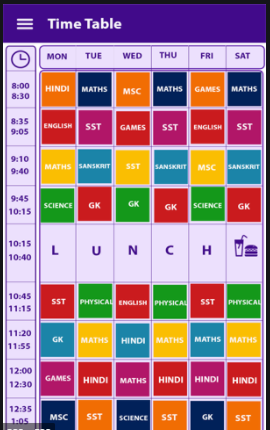 Time Table
MON TUE WED THU FRI SAT
8:00 HINDI MATHS MSC MATHS GAMES MATHS
8:30
8:35 ENGLISH SST GAMES SST ENGLISH SST
9:05
9:10 MATHS SANSKRIT SST SANSKRIT MSC SANSKRIT
9:40
9:45 SCIENCE GK GK GK SCIENCE GK
10:15
10:15 L U N C H
10:40
10:45 SST PHYSICAL ENGLISH PHYSICAL SST PHYSICAL
11:15
11:20 GK MATHS HINDI MATHS MATHS MATHS
11:55
12:00 GAMES HINDI MATHS HINDI HINDI HINDI
12:30
12:35 MSC SST SCIENCE SST GK SST
1:05